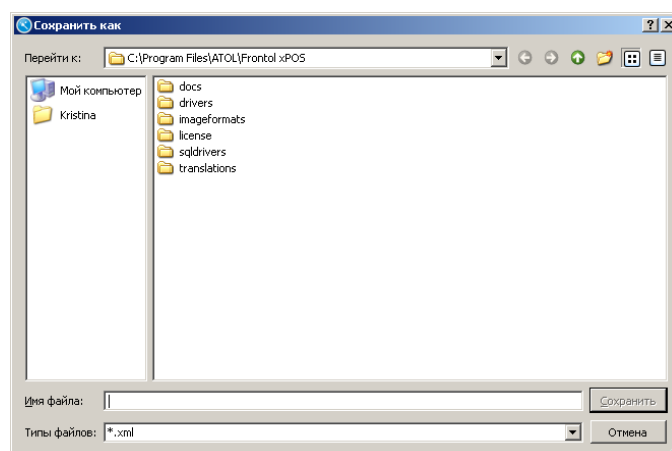 Сохранить как
Перейти к: C:\Program Files\ATOL\Frontol xPOS
Мой компьютер
Kristina
docs
drivers
imageformats
license
sqldrivers
translations
Имя файла: Сохранить
Типы файлов: *.xml Отмена